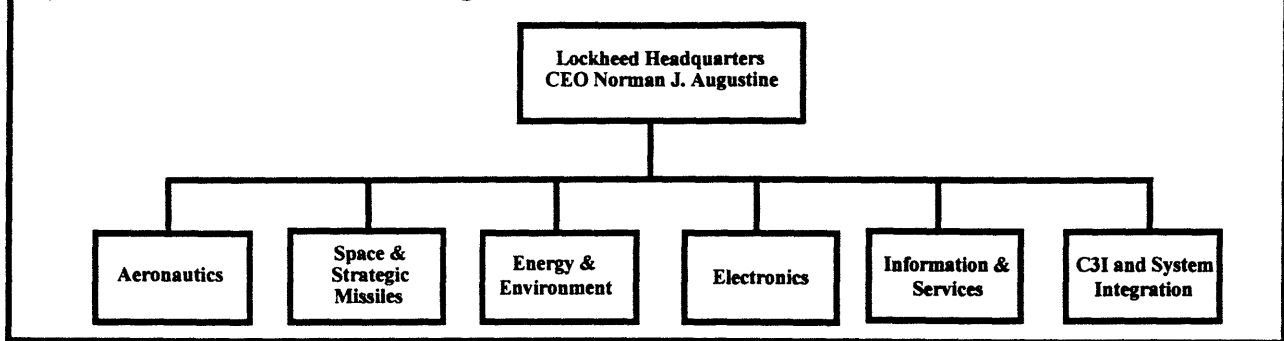 Lockheed Headquarters
CEO Norman J. Augustine
Aeronautics
Space &
Strategic
Missiles
Energy &
Environment
Electronics
Information &
Services
C3I and System
Integration